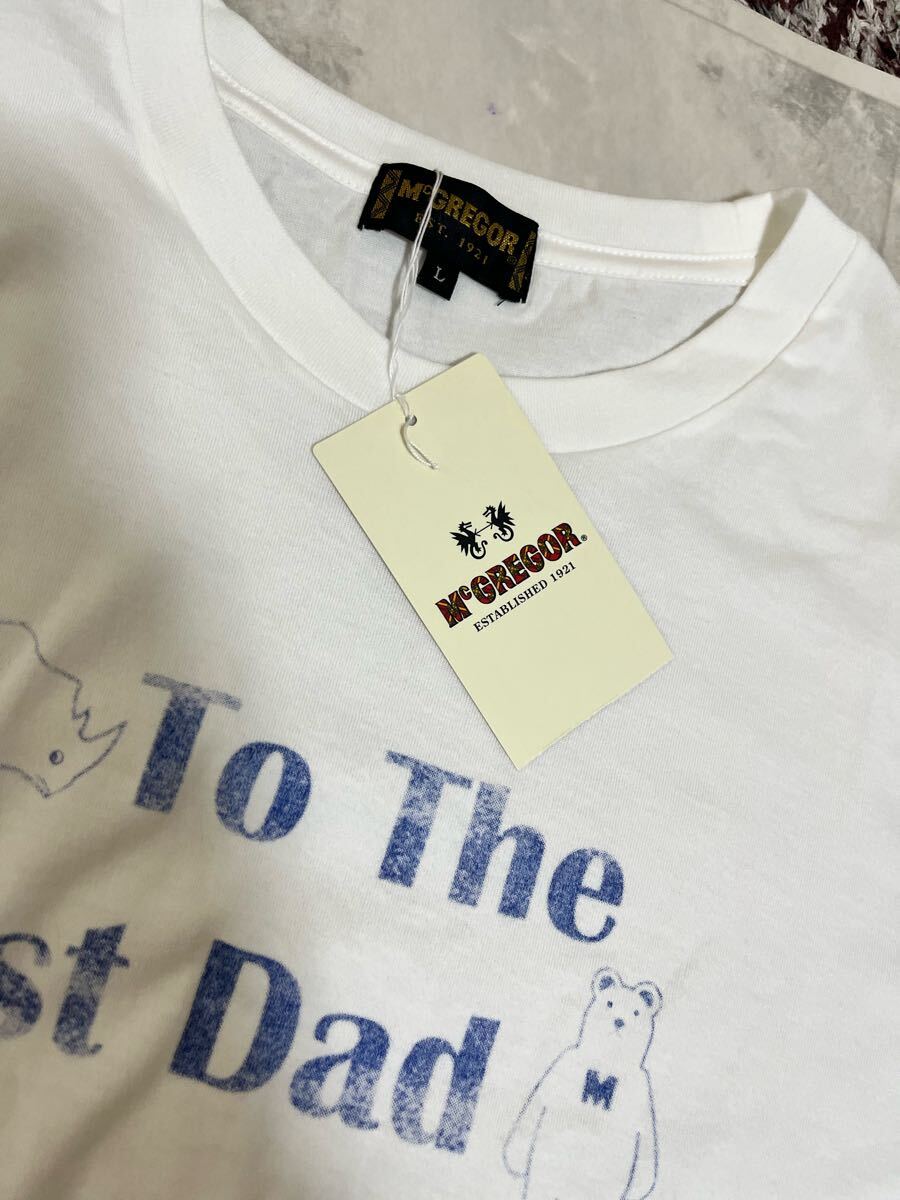 McGREGOR
EST. 1921
L
McGREGOR®
ESTABLISHED 1921
To The
st Dad
M